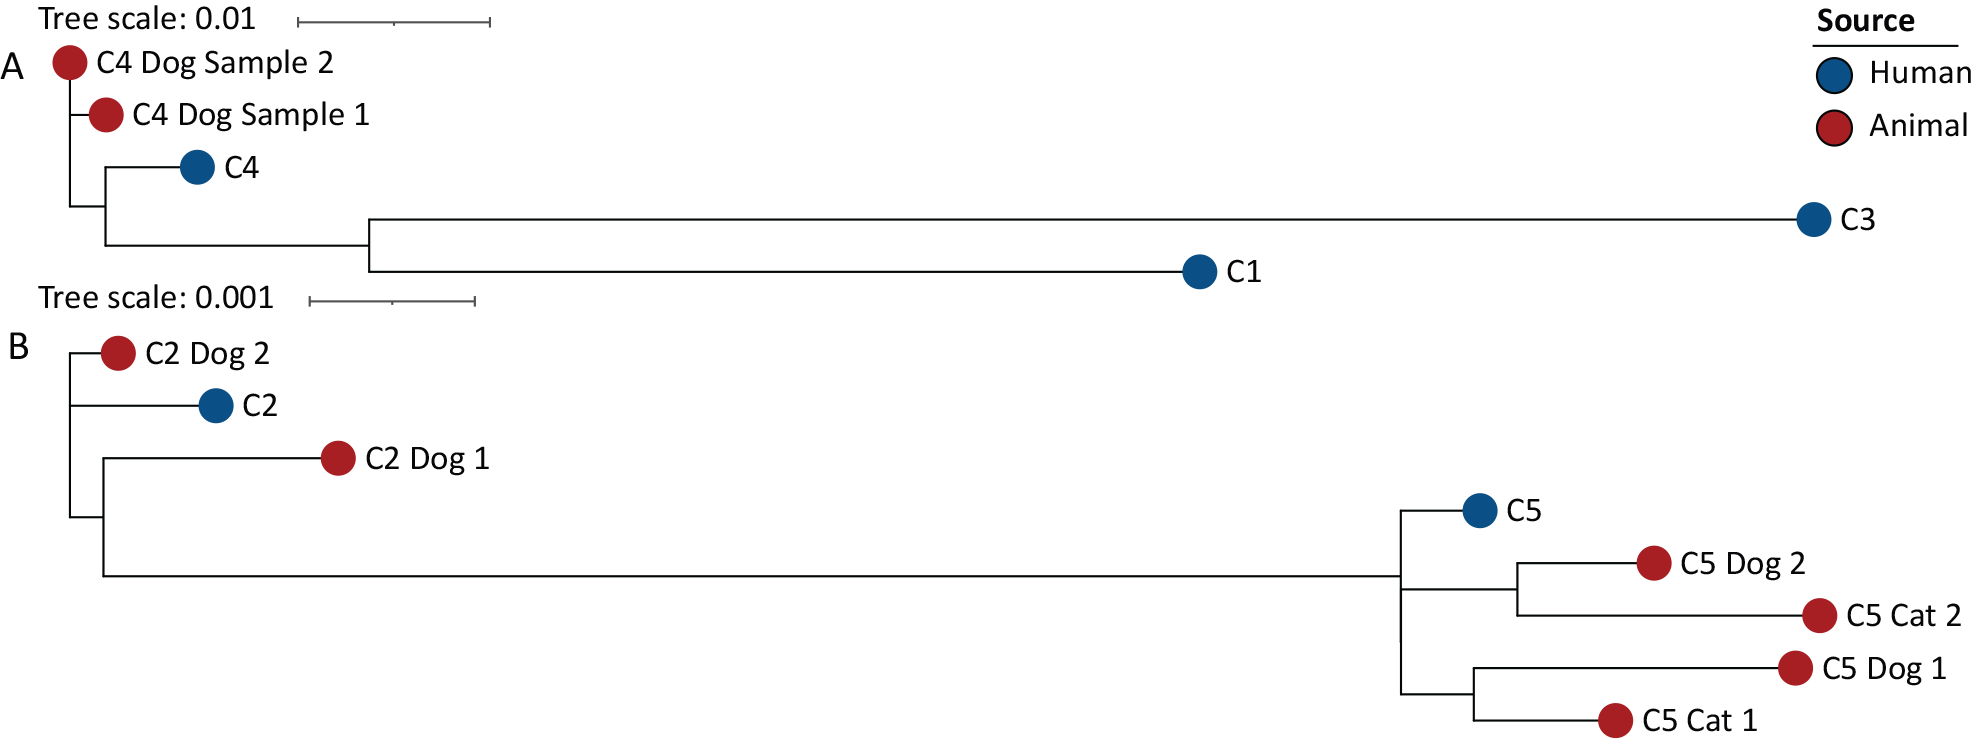 Tree scale: 0.01
Source
A
C4 Dog Sample 2
Human
C4 Dog Sample 1
Animal
C4
C3
C1
Tree scale: 0.001
B
C2 Dog 2
C2
C2 Dog 1
C5
C5 Dog 2
C5 Cat 2
C5 Dog 1
C5 Cat 1